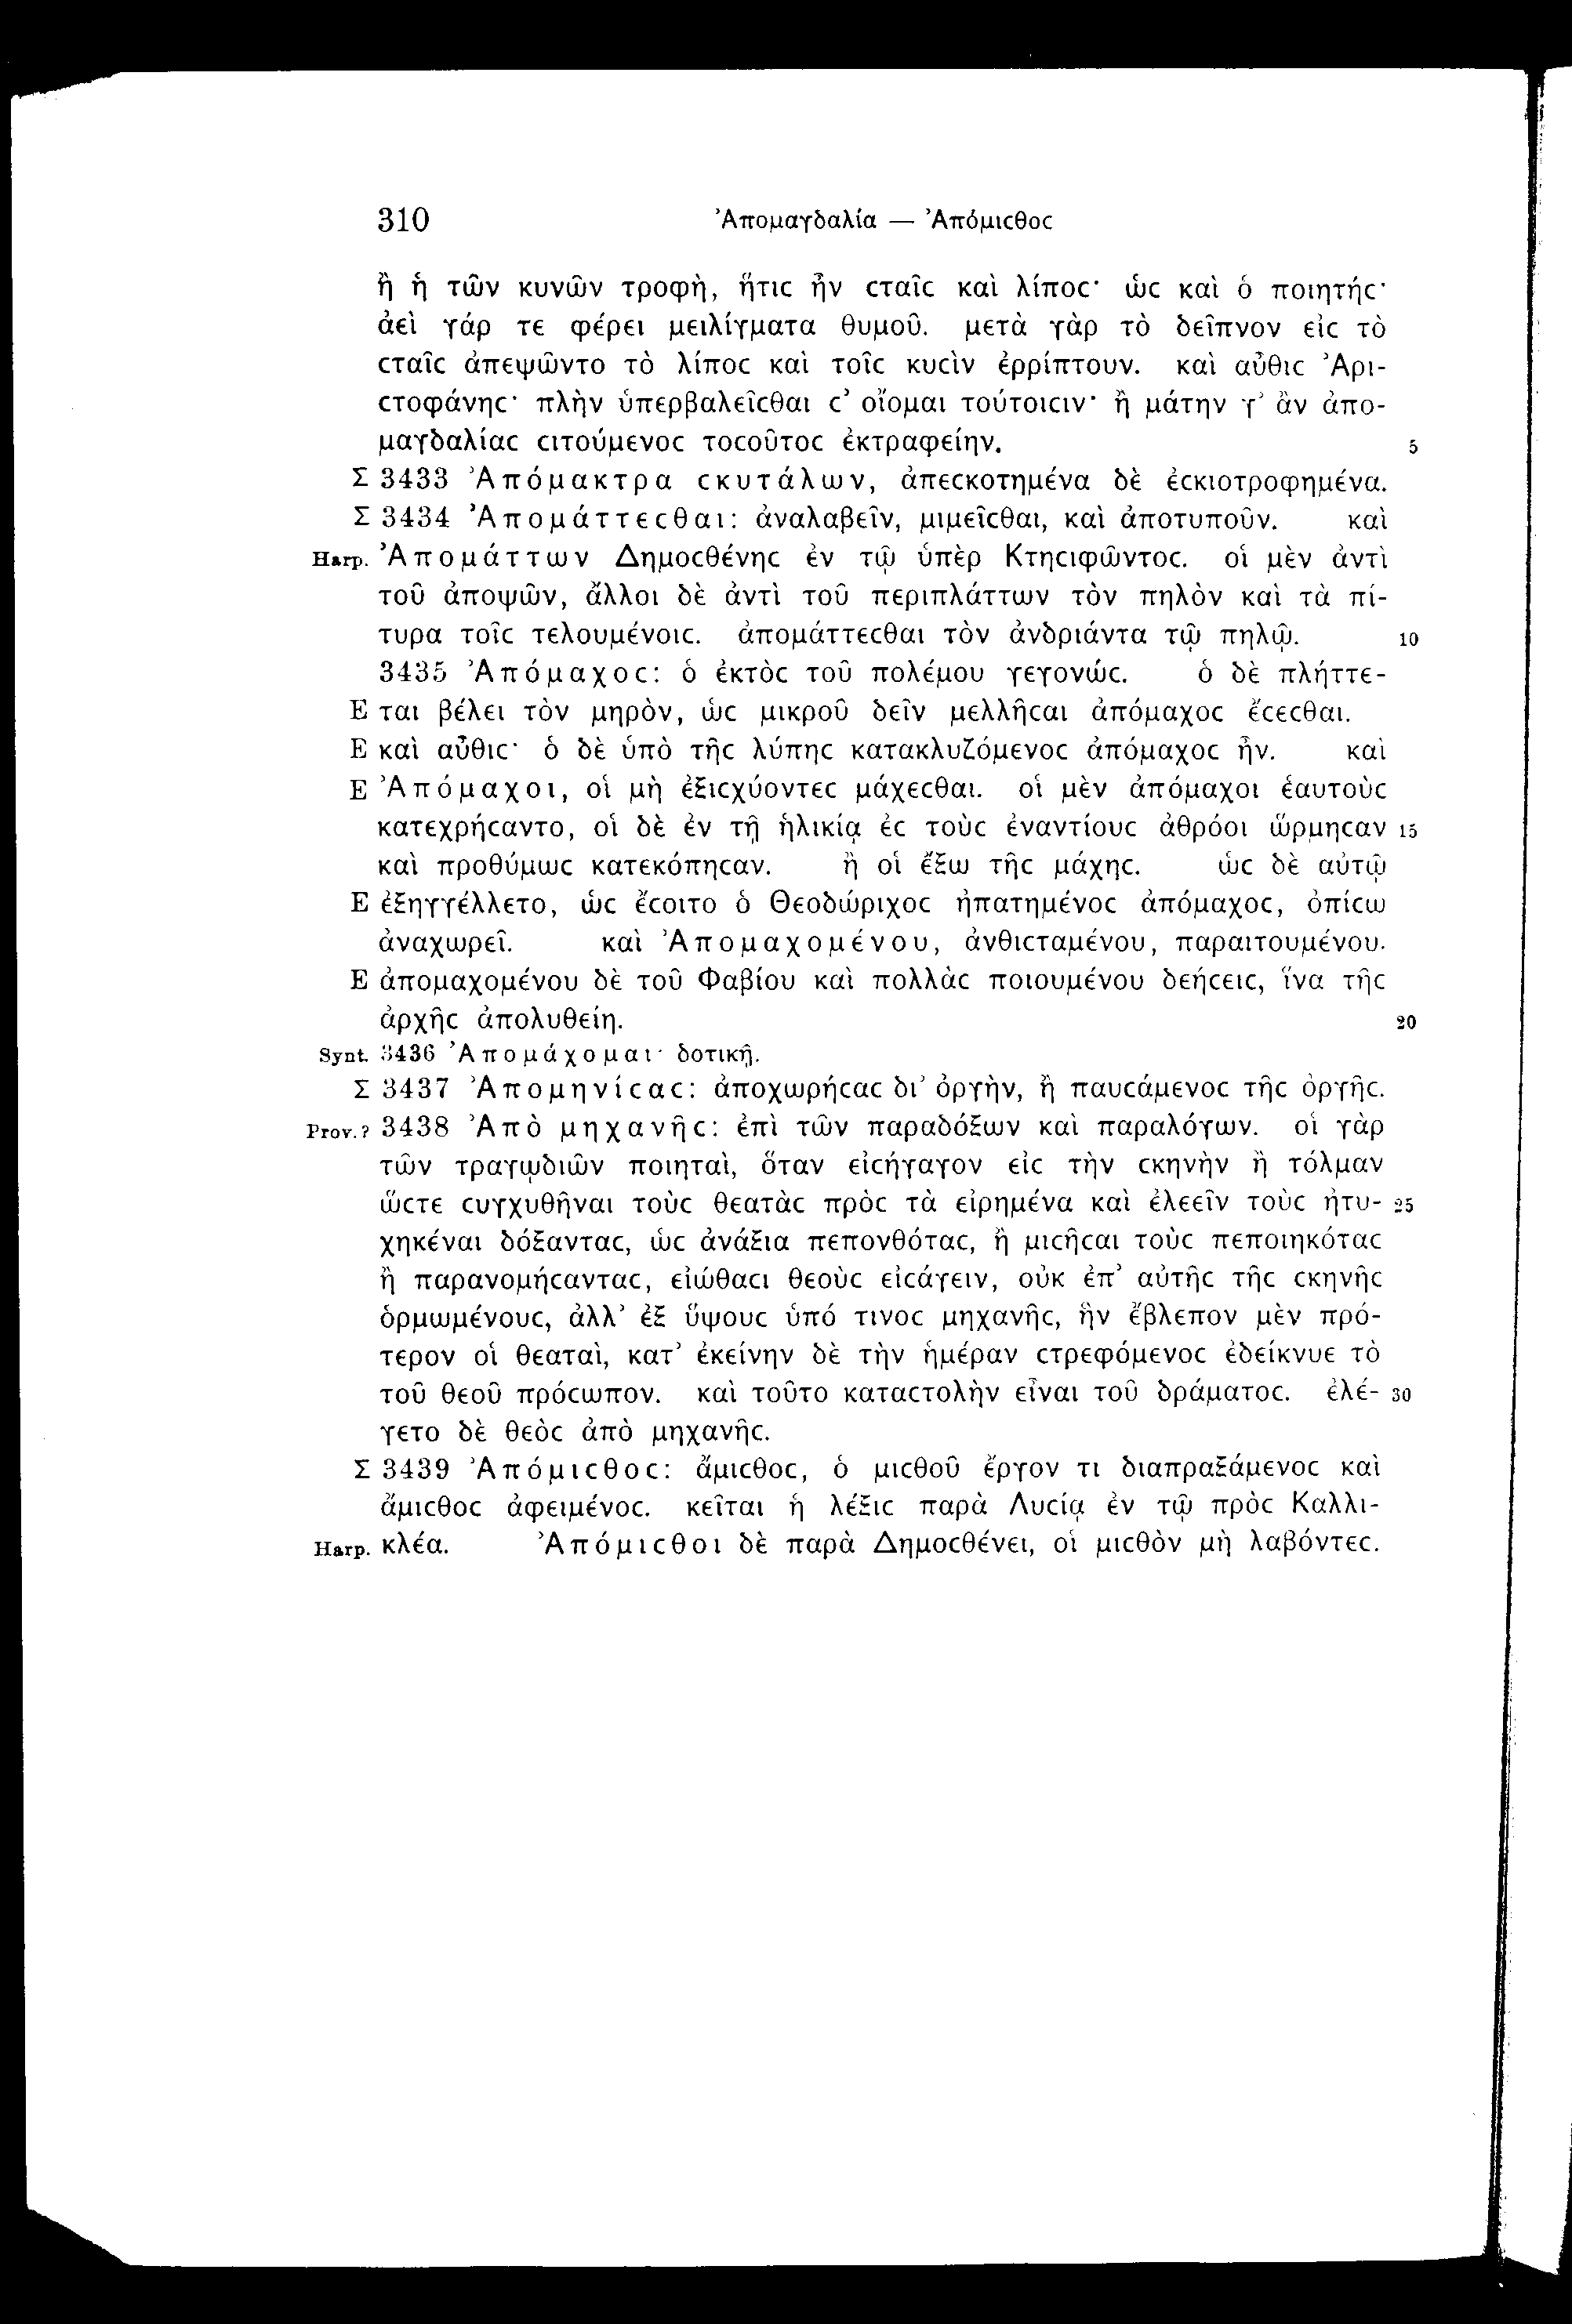 310 Ἀπομαγδαλία — Ἀπόμιϲθοϲ
ἢ ἡ τῶν κυνῶν τροφὴ, ἥτιϲ ἦν ϲταῖϲ καὶ λίποϲ· ὡϲ καὶ ὁ ποιητήϲ·
ἀεὶ γάρ τε φέρει μειλίγματα θυμοῦ. μετὰ γὰρ τὸ δεῖπνον εἰϲ τὸ
ϲταῖϲ ἀπεψῶντο τὸ λίποϲ καὶ τοῖϲ κυϲὶν ἐρρίπτουν. καὶ αὖθιϲ Ἀρι-
ϲτοφάνηϲ· πλὴν ὑπερβαλεῖϲθαι ϲ’ οἴομαι τούτοιϲιν· ἢ μάτην γ’ ἂν ἀπο-
μαγδαλίαϲ ϲιτούμενοϲ τοϲοῦτοϲ ἐκτραφείην. 5
Σ 3433 Ἀπόμακτρα ϲκυτάλων, ἀπεϲκοτημένα δὲ ἐϲκιοτροφημένα.
Σ 3434 Ἀπομάττεϲθαι: ἀναλαβεῖν, μιμεῖϲθαι, καὶ ἀποτυποῦν. καὶ
Harp. Ἀπομάττων Δημοϲθένηϲ ἐν τῷ ὑπὲρ Κτηϲιφῶντοϲ. οἱ μὲν ἀντὶ
τοῦ ἀποψῶν, ἄλλοι δὲ ἀντὶ τοῦ περιπλάττων τὸν πηλὸν καὶ τὰ πί-
τυρα τοῖϲ τελουμένοιϲ. ἀπομάττεϲθαι τὸν ἀνδριάντα τῷ πηλῷ. 10
3435 Ἀπόμαχοϲ: ὁ ἐκτὸϲ τοῦ πολέμου γεγονώϲ. ὁ δὲ πλήττε-
E ται βέλει τὸν μηρὸν, ὡϲ μικροῦ δεῖν μελλῆϲαι ἀπόμαχοϲ ἔϲεϲθαι.
E καὶ αὖθιϲ· ὁ δὲ ὑπὸ τῆϲ λύπηϲ κατακλυζόμενοϲ ἀπόμαχοϲ ἦν. καὶ
E Ἀπόμαχοι, οἱ μὴ ἐξιϲχύοντεϲ μάχεϲθαι. οἱ μὲν ἀπόμαχοι ἑαυτοὺϲ
κατεχρήϲαντο, οἱ δὲ ἐν τῇ ἡλικίᾳ ἐϲ τοὺϲ ἐναντίουϲ ἀθρόοι ὥρμηϲαν 15
καὶ προθύμωϲ κατεκόπηϲαν. ἢ οἱ ἔξω τῆϲ μάχηϲ. ὡϲ δὲ αὐτῷ
E ἐξηγγέλλετο, ὡϲ ἔϲοιτο ὁ Θεοδώριχοϲ ἠπατημένοϲ ἀπόμαχοϲ, ὀπίϲω
ἀναχωρεῖ. καὶ Ἀπομαχομένου, ἀνθιϲταμένου, παραιτουμένου.
E ἀπομαχομένου δὲ τοῦ Φαβίου καὶ πολλὰϲ ποιουμένου δεήϲειϲ, ἵνα τῆϲ
ἀρχῆϲ ἀπολυθείη. 20
Synt. 3436 Ἀπομάχομαι· δοτικῇ.
Σ 3437 Ἀπομηνίϲαϲ: ἀποχωρήϲαϲ δι’ ὀργὴν, ἢ παυϲάμενοϲ τῆϲ ὀργῆϲ.
Prov.? 3438 Ἀπὸ μηχανῆϲ: ἐπὶ τῶν παραδόξων καὶ παραλόγων. οἱ γὰρ
τῶν τραγῳδιῶν ποιηταὶ, ὅταν εἰϲήγαγον εἰϲ τὴν ϲκηνὴν ἢ τόλμαν
ὥϲτε ϲυγχυθῆναι τοὺϲ θεατὰϲ πρὸϲ τὰ εἰρημένα καὶ ἐλεεῖν τοὺϲ ἠτυ- 25
χηκέναι δόξανταϲ, ὡϲ ἀνάξια πεπονθόταϲ, ἢ μιϲῆϲαι τοὺϲ πεποιηκόταϲ
ἢ παρανομήϲανταϲ, εἰώθαϲι θεοὺϲ εἰϲάγειν, οὐκ ἐπ’ αὐτῆϲ τῆϲ ϲκηνῆϲ
ὁρμωμένουϲ, ἀλλ’ ἐξ ὕψουϲ ὑπό τινοϲ μηχανῆϲ, ἣν ἔβλεπον μὲν πρό-
τερον οἱ θεαταὶ, κατ’ ἐκείνην δὲ τὴν ἡμέραν ϲτρεφόμενοϲ ἐδείκνυε τὸ
τοῦ θεοῦ πρόϲωπον. καὶ τοῦτο καταϲτολὴν εἶναι τοῦ δράματοϲ. ἐλέ- 30
γετο δὲ θεὸϲ ἀπὸ μηχανῆϲ.
Σ 3439 Ἀπόμιϲθοϲ: ἄμιϲθοϲ, ὁ μιϲθοῦ ἔργον τι διαπραξάμενοϲ καὶ
ἄμιϲθοϲ ἀφειμένοϲ. κεῖται ἡ λέξιϲ παρὰ Λυϲίᾳ ἐν τῷ πρὸϲ Καλλι-
Harp. κλέα. Ἀπόμιϲθοι δὲ παρὰ Δημοϲθένει, οἱ μιϲθὸν μὴ λαβόντεϲ.